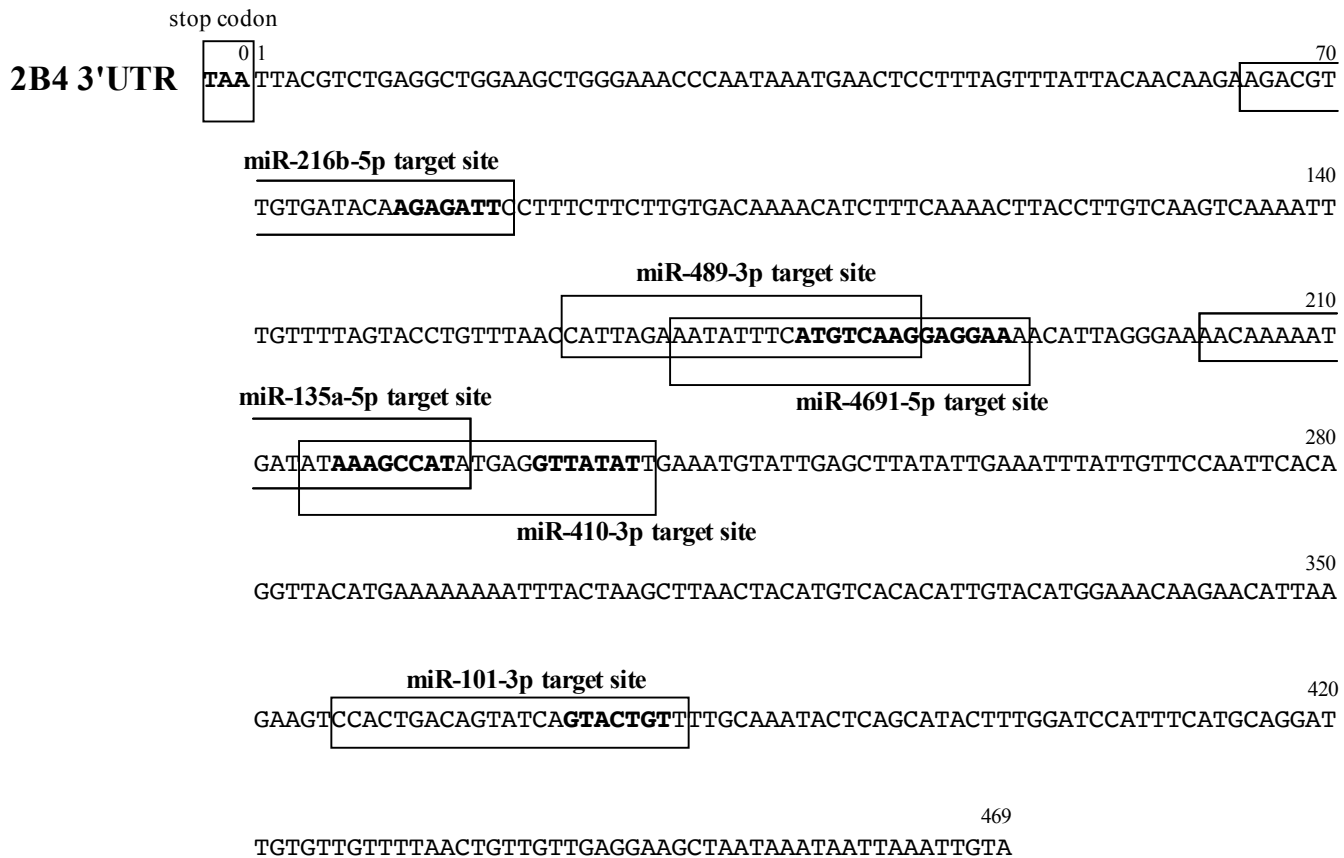 stop codon
0 1 70
2B4 3'UTR TAATTACGTCTGAGGCTGGAAGCTGGGAAACCCAATAAATGAACTCCTTTAGTTTATTACAACAAGAAGACGT
miR-216b-5p target site
140
TGTGATACAAGAGATTCCTTTCTTCTTGTGACAAAACATCTTTCAAAACTTACCTTGTCAAGTCAAAATT
miR-489-3p target site
210
TGTTTTAGTACCTGTTTAACCATTAGAAATATTTCATGTCAAGGAGGAAAACATTAGGGAAAACAAAAAT
miR-135a-5p target site miR-4691-5p target site
280
GATATAAAGCCATATGAGGTTATATTGAAATGTATTGAGCTTATATTGAAATTTATTGTTCCAATTCACA
miR-410-3p target site
350
GGTTACATGAAAAAAAATTTACTAAGCTTAACTACATGTCACACATTGTACATGGAAACAAGAACATTAA
miR-101-3p target site
420
GAAGTCCACTGACAGTATCAGTACTGTTTTGCAAATACTCAGCATACTTTGGATCCATTTCATGCAGGAT
469
TGTGTTGTTTTAACTGTTGTTGAGGAAGCTAATAAATAATTAAATTGTA